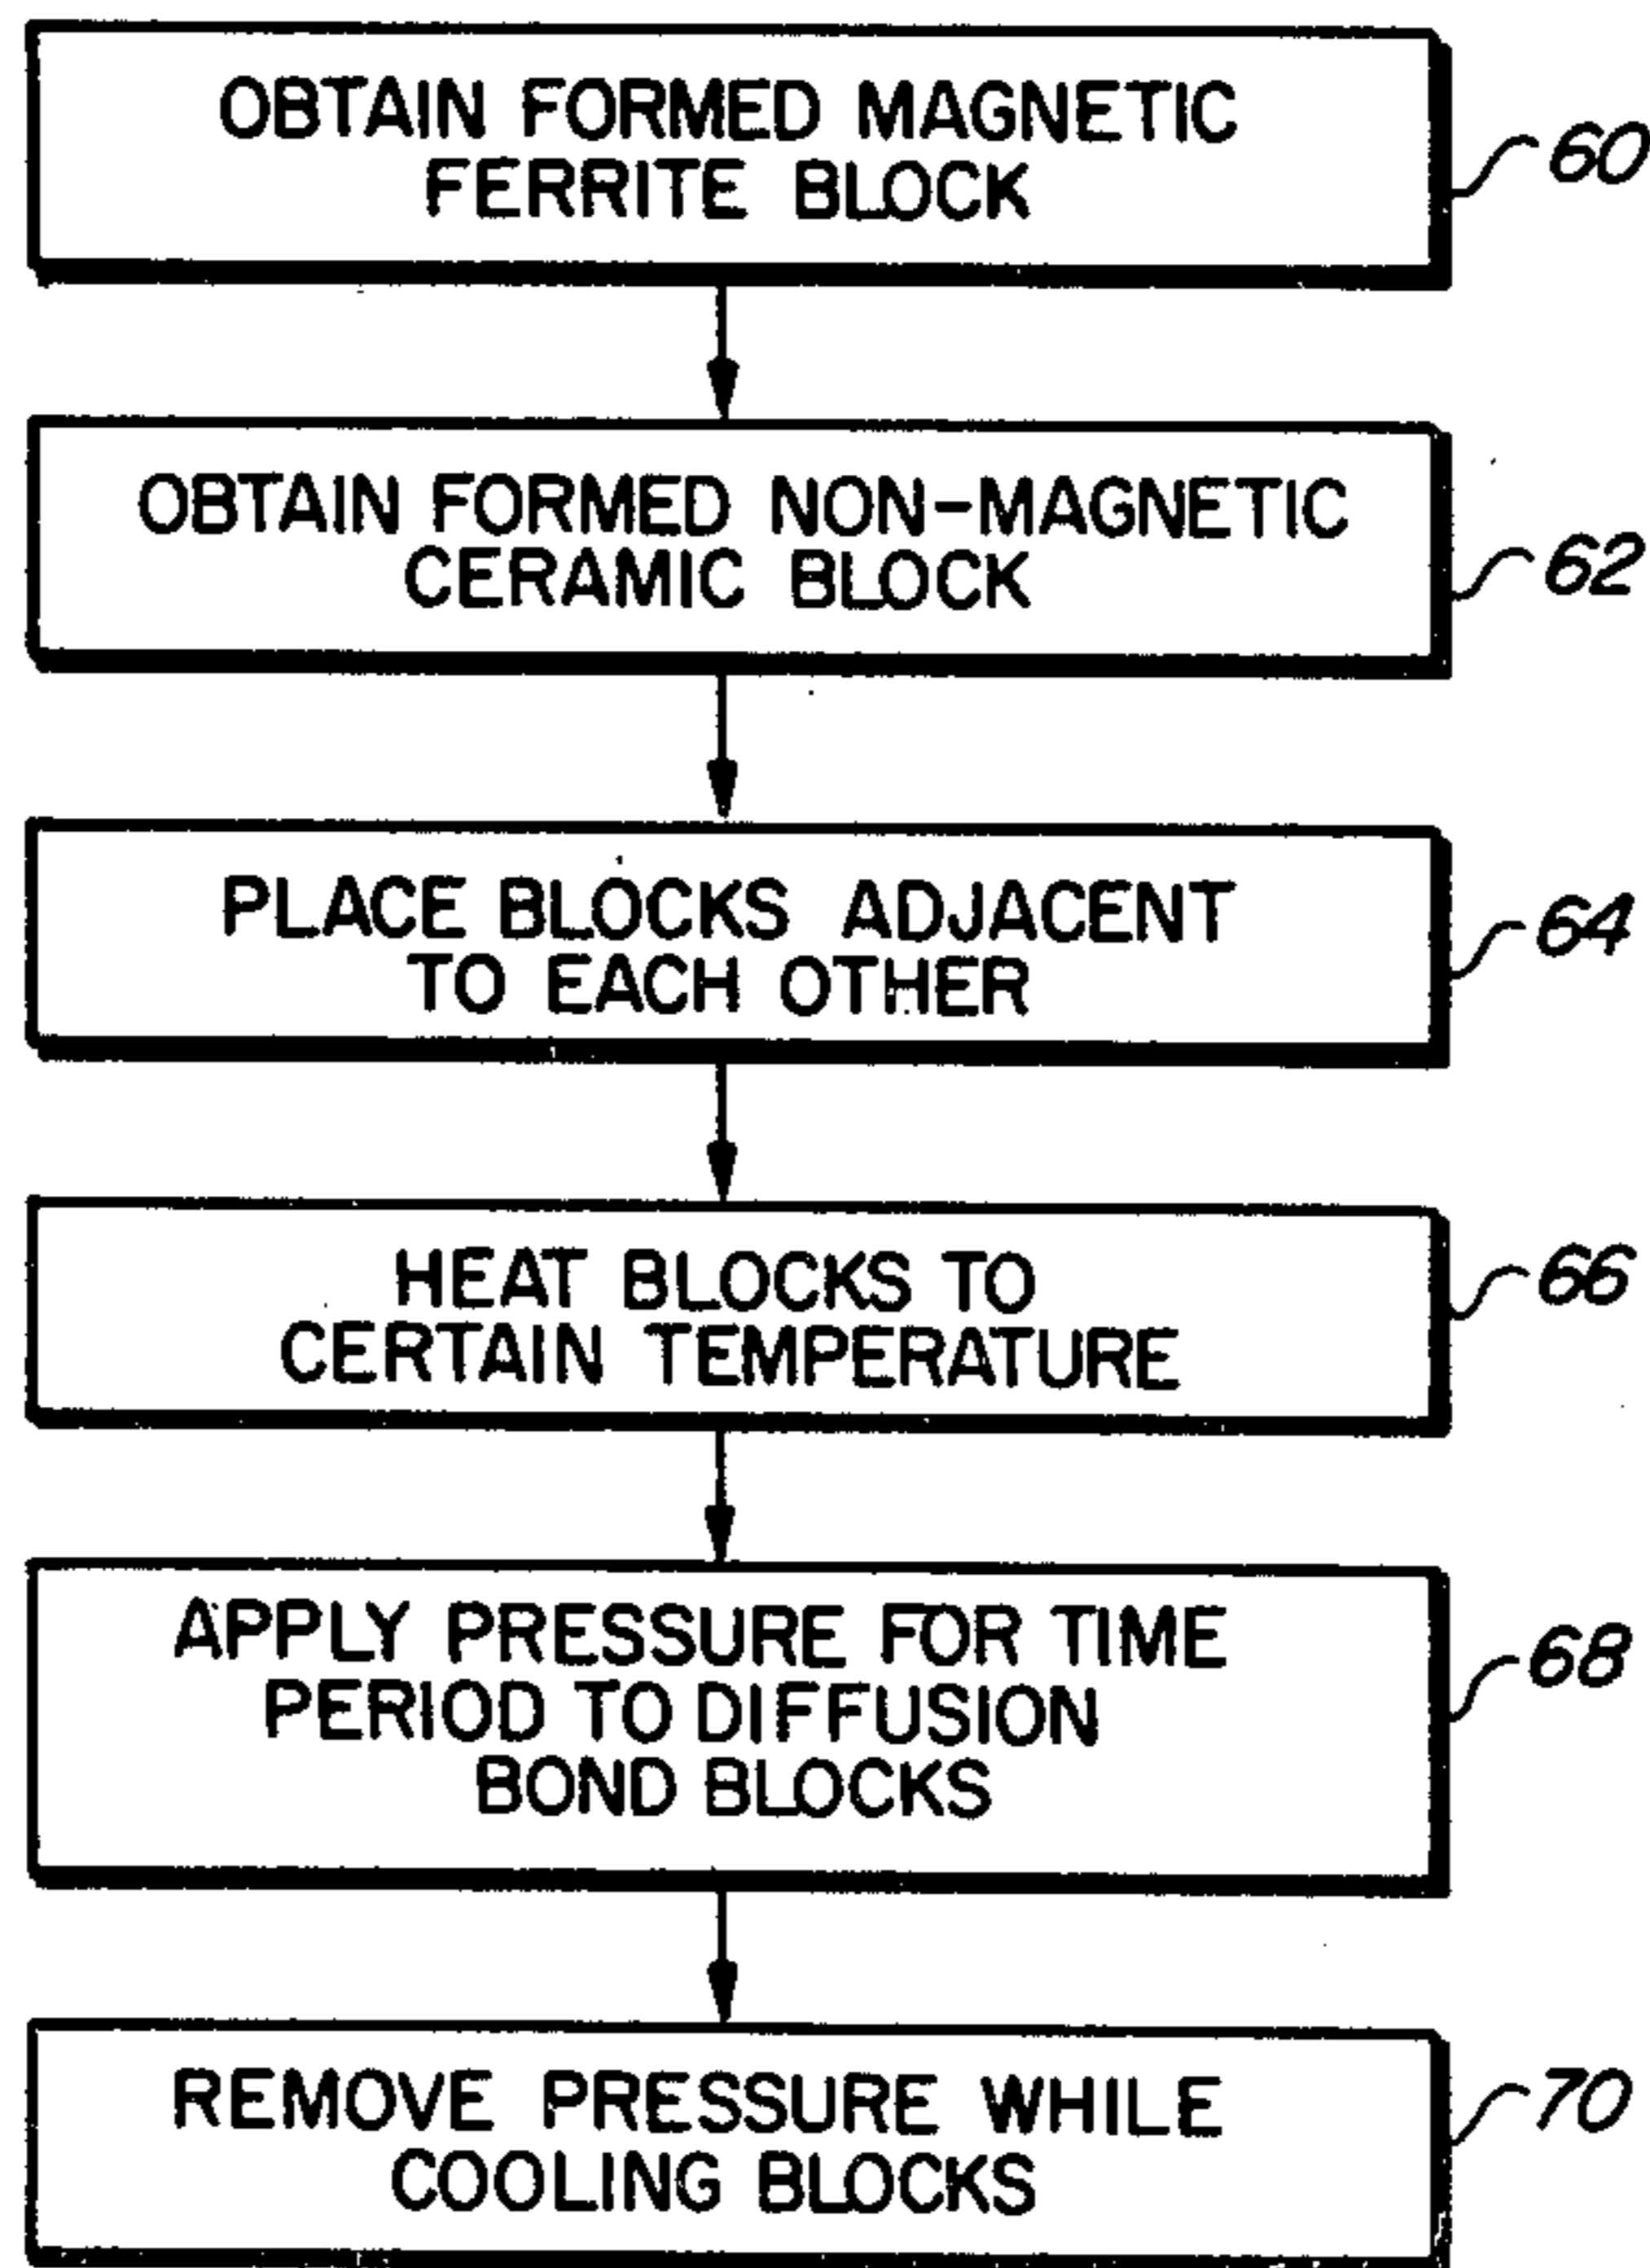 OBTAIN FORMED MAGNETIC
FERRITE BLOCK
60
OBTAIN FORMED NON-MAGNETIC
CERAMIC BLOCK
62
PLACE BLOCKS ADJACENT
TO EACH OTHER
64
HEAT BLOCKS TO
CERTAIN TEMPERATURE
66
APPLY PRESSURE FOR TIME
PERIOD TO DIFFUSION
BOND BLOCKS
68
REMOVE PRESSURE WHILE
COOLING BLOCKS
70